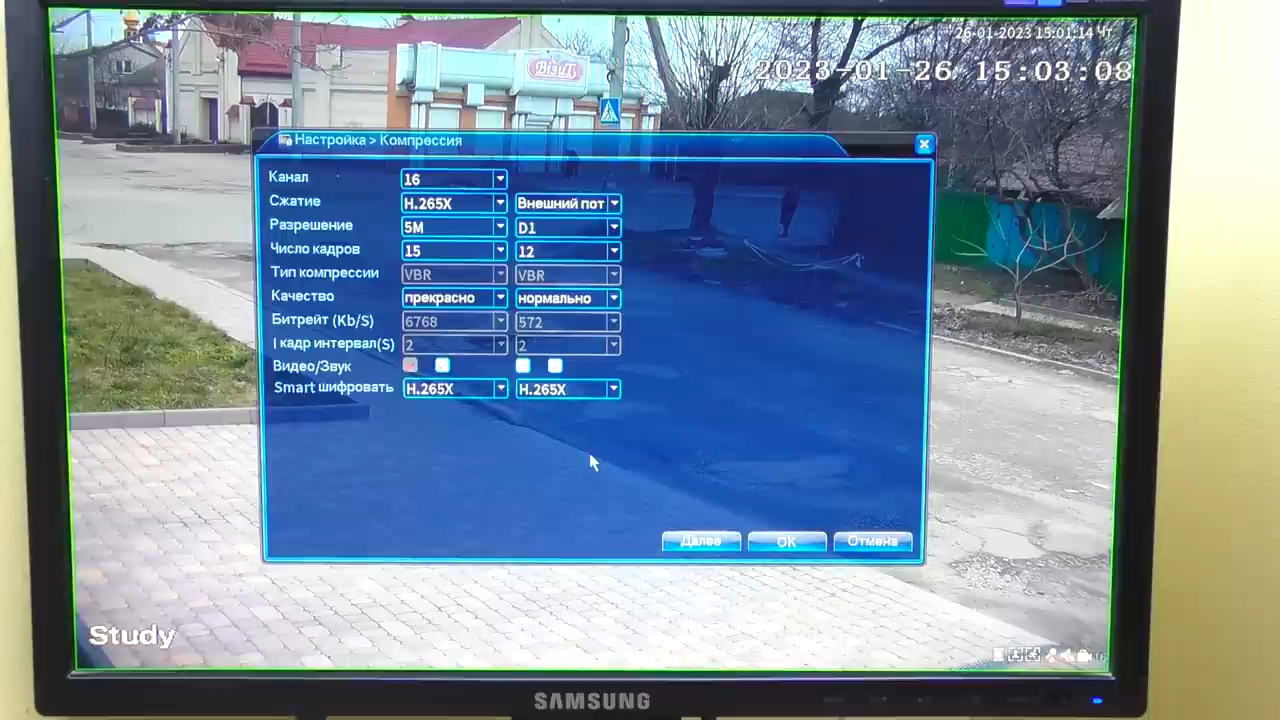 26-01-2023 15:01:14 Чт
2023-01-26 15:03:08
BisuT
Настройка > Компрессия
Канал 16
Сжатие H.265X Внешний пот
Разрешение 5M D1
Число кадров 15 12
Тип компрессии VBR VBR
Качество прекрасно нормально
Битрейт (Kb/S) 6768 572
I кадр интервал(S) 2 2
Видео/Звук
Smart шифровать H.265X H.265X
Далее OK Отмена
Study
16
SAMSUNG